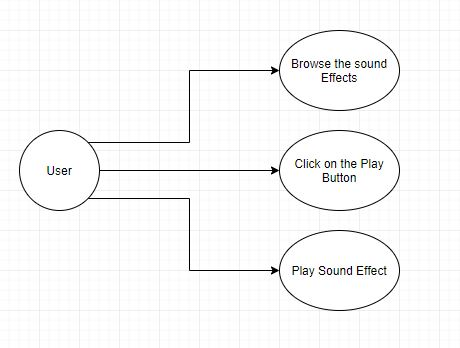 Browse the sound
Effects
User
Click on the Play
Button
Play Sound Effect